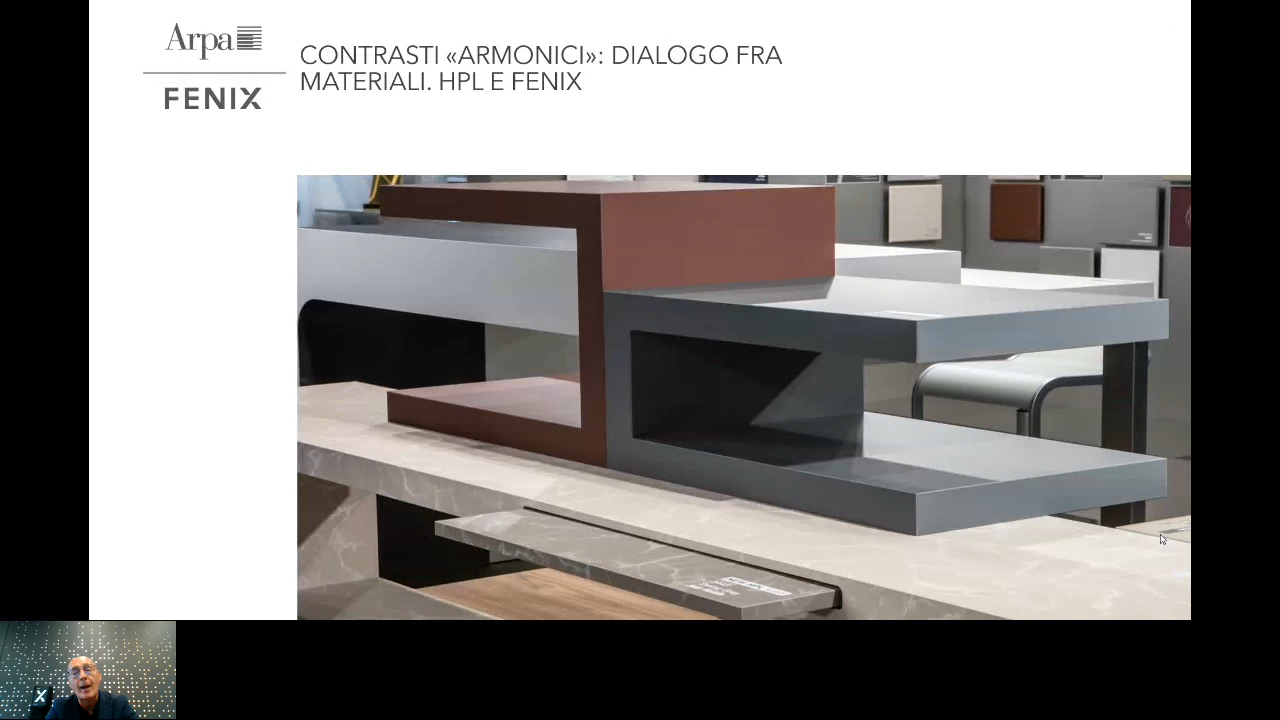 Arpa
FENIX
CONTRASTI «ARMONICI»: DIALOGO FRA
MATERIALI. HPL E FENIX
X